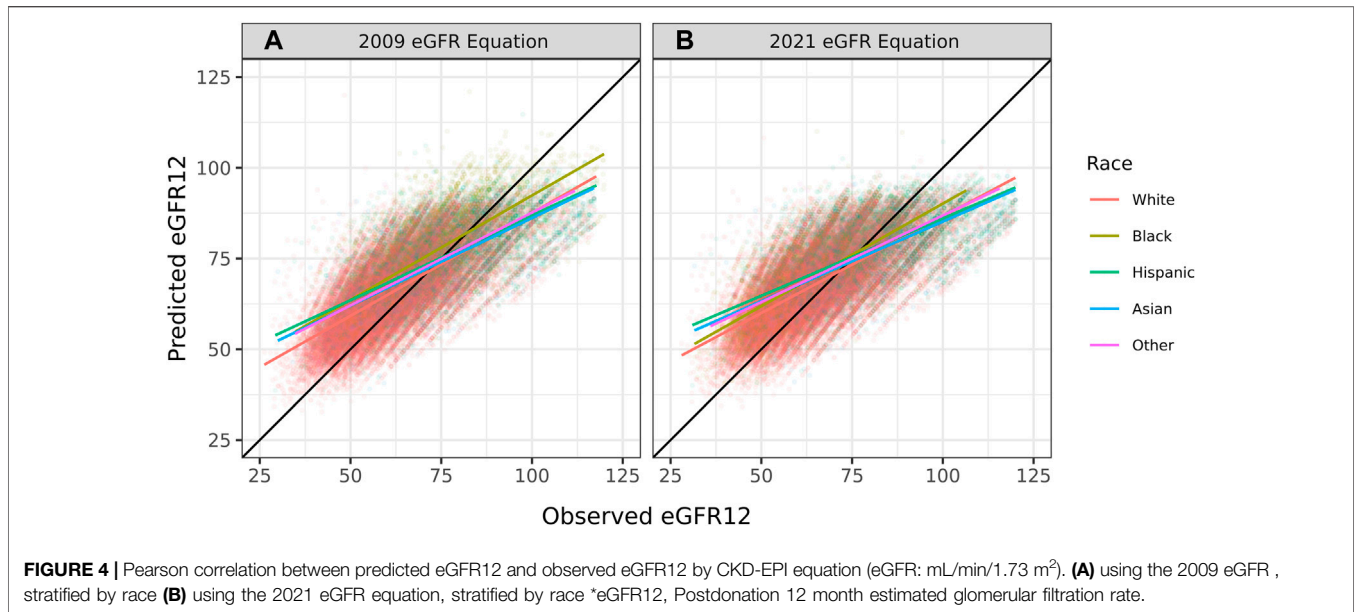 A
2009 eGFR Equation
B
2021 eGFR Equation
Predicted eGFR12
125
100
75
50
25
25 50 75 100 125
25 50 75 100 125
Observed eGFR12
Race
White
Black
Hispanic
Asian
Other
FIGURE 4 | Pearson correlation between predicted eGFR12 and observed eGFR12 by CKD-EPI equation (eGFR: mL/min/1.73 m²). (A) using the 2009 eGFR ,
stratified by race (B) using the 2021 eGFR equation, stratified by race *eGFR12, Postdonation 12 month estimated glomerular filtration rate.